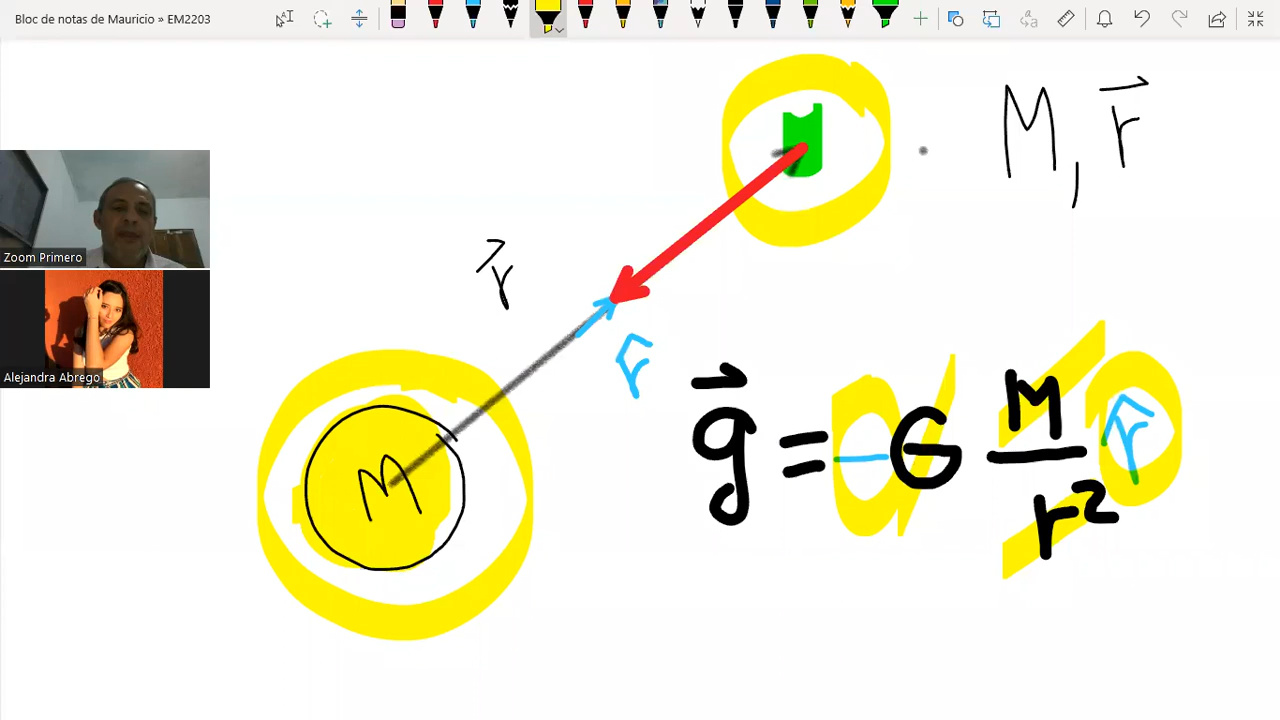 Bloc de notas de Mauricio » EM2203
M, r⃗
Zoom Primero
r⃗
r̂
Alejandra Abrego
M
g⃗ = -G M/r² r̂